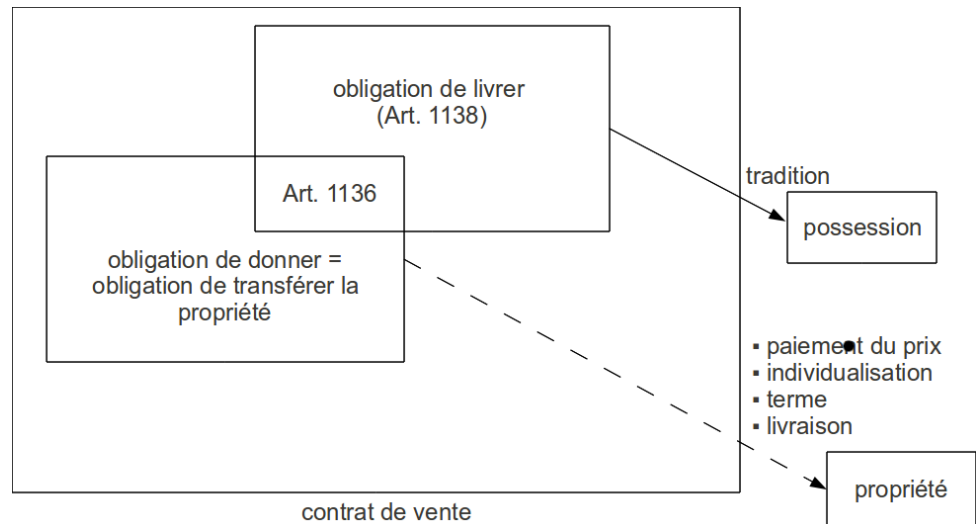 obligation de livrer
(Art. 1138)
tradition
Art. 1136
possession
obligation de donner =
obligation de transférer la
propriété
▪ paiement du prix
▪ individualisation
▪ terme
▪ livraison
propriété
contrat de vente